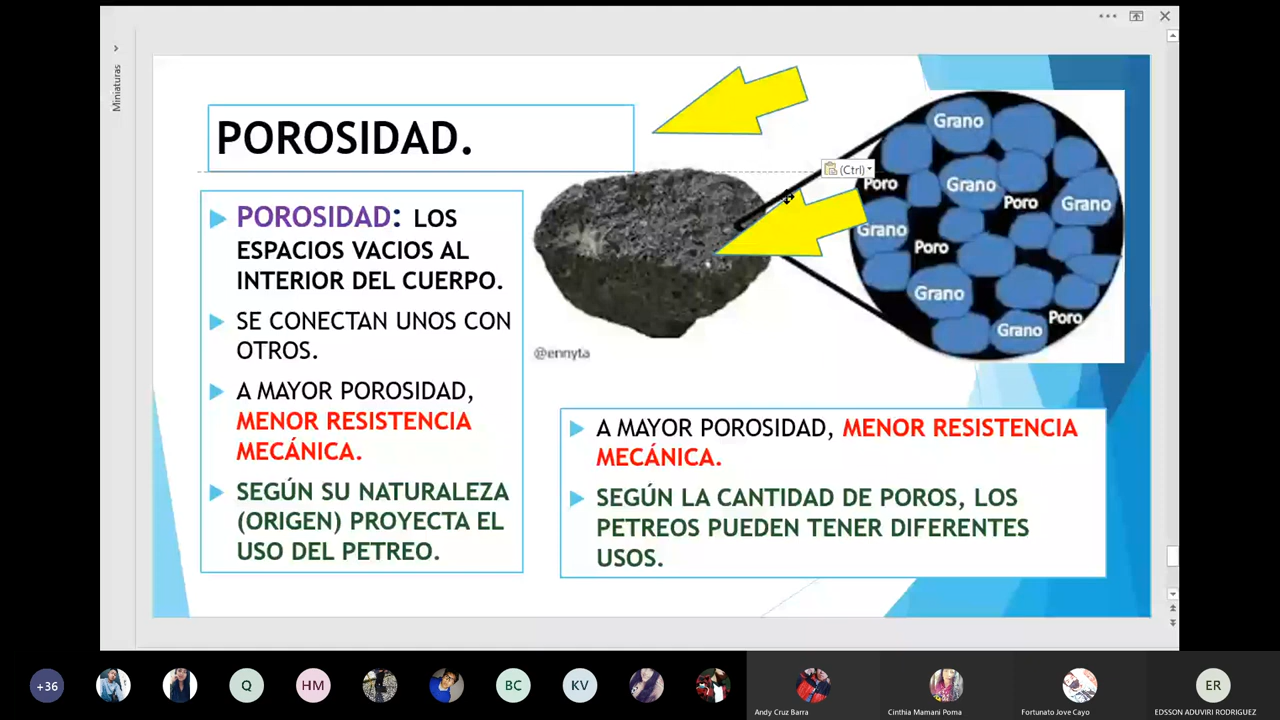 Miniaturas
POROSIDAD.
(Ctrl)
POROSIDAD: LOS
ESPACIOS VACIOS AL
INTERIOR DEL CUERPO.
SE CONECTAN UNOS CON
OTROS.
A MAYOR POROSIDAD,
MENOR RESISTENCIA
MECÁNICA.
SEGÚN SU NATURALEZA
(ORIGEN) PROYECTA EL
USO DEL PETREO.
@ennyta
Grano
Poro
Grano
Poro
Grano
Grano
Poro
Grano
Poro
Grano
A MAYOR POROSIDAD, MENOR RESISTENCIA
MECÁNICA.
SEGÚN LA CANTIDAD DE POROS, LOS
PETREOS PUEDEN TENER DIFERENTES
USOS.
+36
Q
HM
BC
KV
ER
Andy Cruz Barra
Cinthia Mamani Poma
Fortunato Jove Cayo
EDSSON ADUVIRI RODRIGUEZ